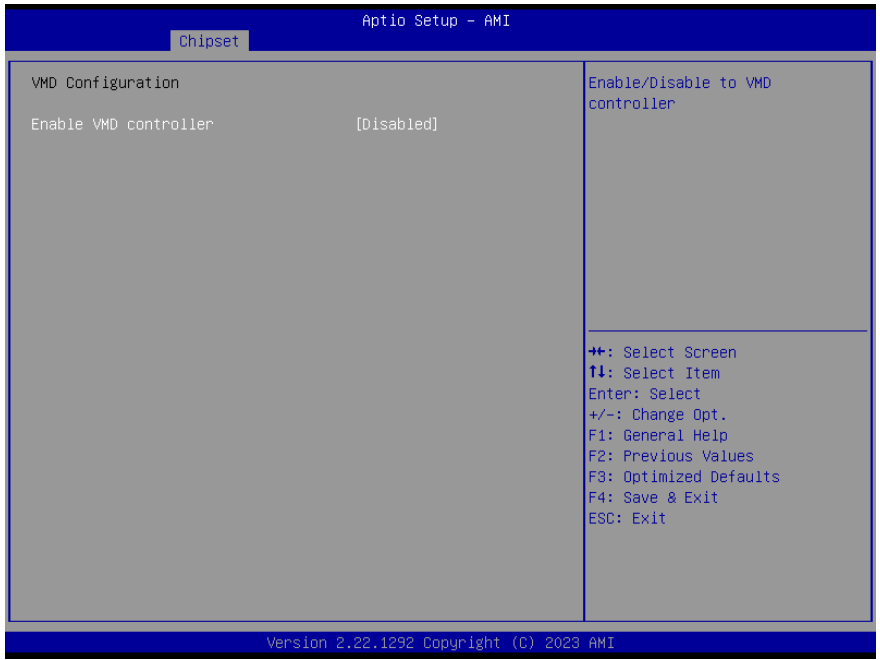 Aptio Setup – AMI
Chipset
VMD Configuration
Enable VMD controller [Disabled]
Enable/Disable to VMD
controller
→←: Select Screen
↑↓: Select Item
Enter: Select
+/-: Change Opt.
F1: General Help
F2: Previous Values
F3: Optimized Defaults
F4: Save & Exit
ESC: Exit
Version 2.22.1292 Copyright (C) 2023 AMI